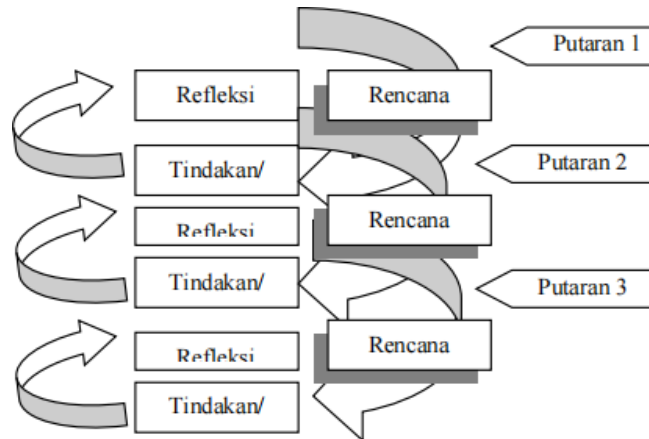 Putaran 1
Refleksi
Rencana
Tindakan/
Putaran 2
Refleksi
Rencana
Tindakan/
Putaran 3
Refleksi
Rencana
Tindakan/